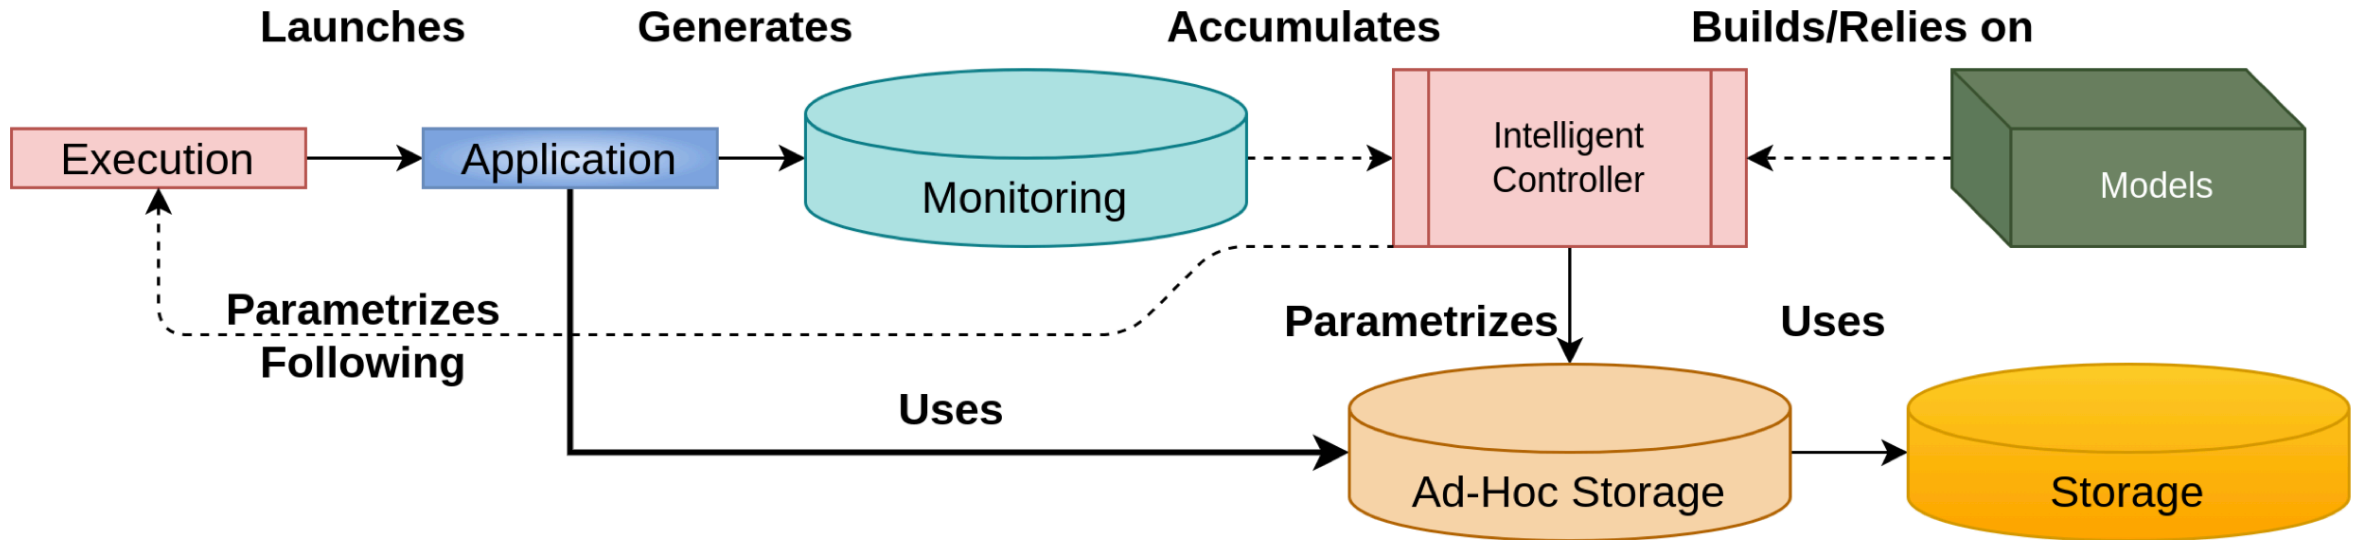 Launches
Generates
Accumulates
Builds/Relies on
Execution
Application
Monitoring
Intelligent
Controller
Models
Parametrizes
Following
Parametrizes
Uses
Uses
Ad-Hoc Storage
Storage